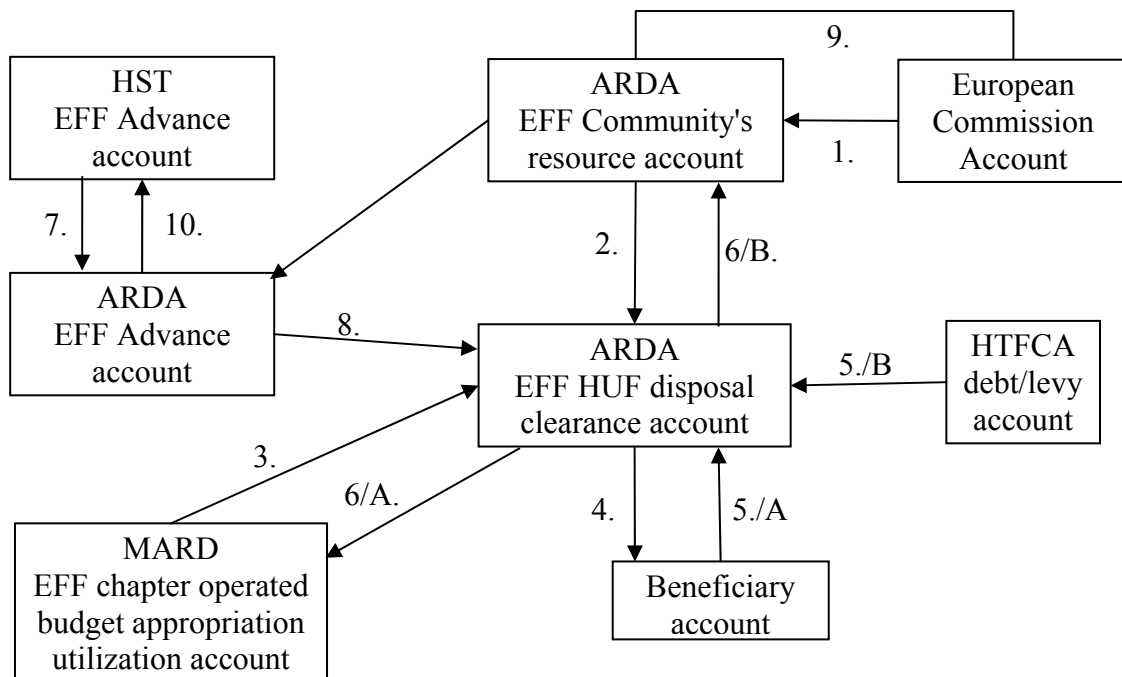 9.
HST
EFF Advance
account
ARDA
EFF Community's
resource account
European
Commission
Account
1.
7.
10.
2.
6/B.
ARDA
EFF Advance
account
8.
ARDA
EFF HUF disposal
clearance account
5./B
HTFCA
debt/levy
account
3.
6/A.
4.
5./A
MARD
EFF chapter operated
budget appropriation
utilization account
Beneficiary
account